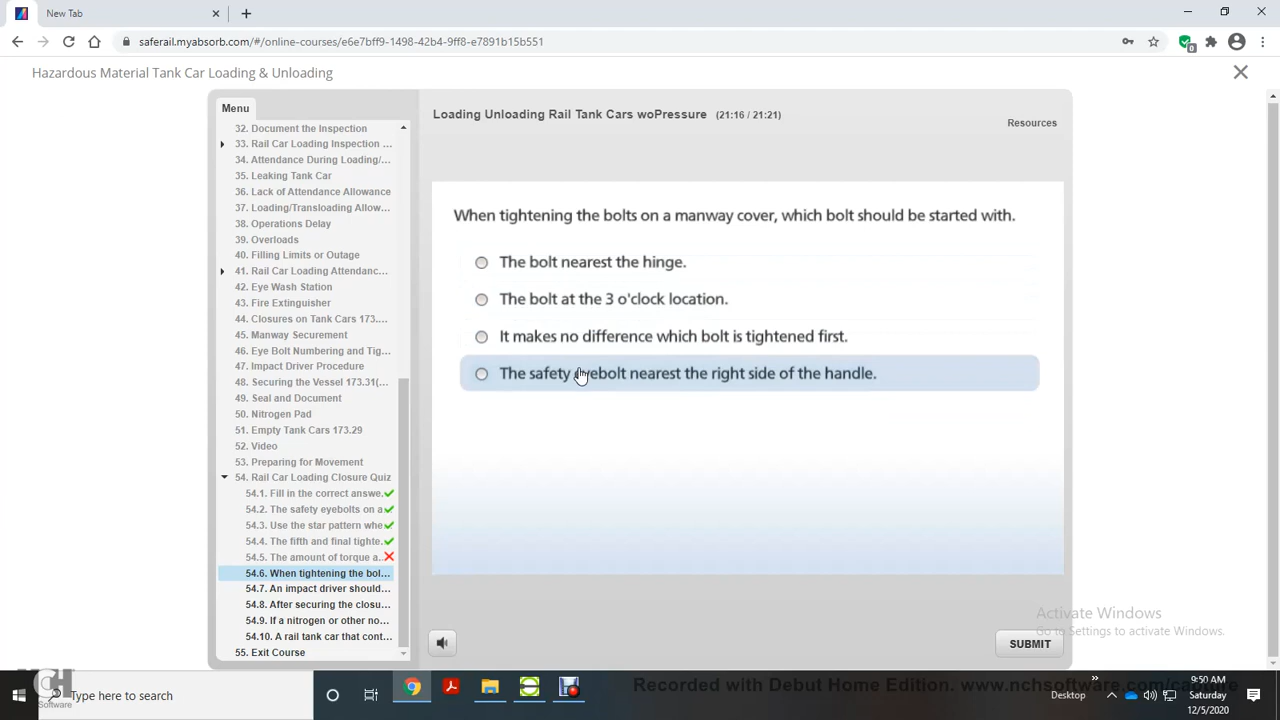 New Tab
saferail.myabsorb.com/#/online-courses/e6e7bff9-1498-42b4-9ff8-e7891b15b551
0
Hazardous Material Tank Car Loading & Unloading
Menu
32. Document the Inspection
33. Rail Car Loading Inspection ...
34. Attendance During Loading/...
35. Leaking Tank Car
36. Lack of Attendance Allowance
37. Loading/Transloading Allow...
38. Operations Delay
39. Overloads
40. Filling Limits or Outage
41. Rail Car Loading Attendanc...
42. Eye Wash Station
43. Fire Extinguisher
44. Closures on Tank Cars 173....
45. Manway Securement
46. Eye Bolt Numbering and Tig...
47. Impact Driver Procedure
48. Securing the Vessel 173.31(...
49. Seal and Document
50. Nitrogen Pad
51. Empty Tank Cars 173.29
52. Video
53. Preparing for Movement
54. Rail Car Loading Closure Quiz
54.1. Fill in the correct answe...
54.2. The safety eyebolts on a...
54.3. Use the star pattern whe...
54.4. The fifth and final tighte...
54.5. The amount of torque a...
54.6. When tightening the bol...
54.7. An impact driver should...
54.8. After securing the closu...
54.9. If a nitrogen or other no...
54.10. A rail tank car that cont...
55. Exit Course
Loading Unloading Rail Tank Cars woPressure (21:16 / 21:21)
Resources
When tightening the bolts on a manway cover, which bolt should be started with.
The bolt nearest the hinge.
The bolt at the 3 o'clock location.
It makes no difference which bolt is tightened first.
The safety eyebolt nearest the right side of the handle.
SUBMIT
Activate Windows
Go to Settings to activate Windows.
NCH
Software
Type here to search
Recorded with Debut Home Edition. www.nchsoftware.com/capture
Desktop
9:50 AM
Saturday
12/5/2020